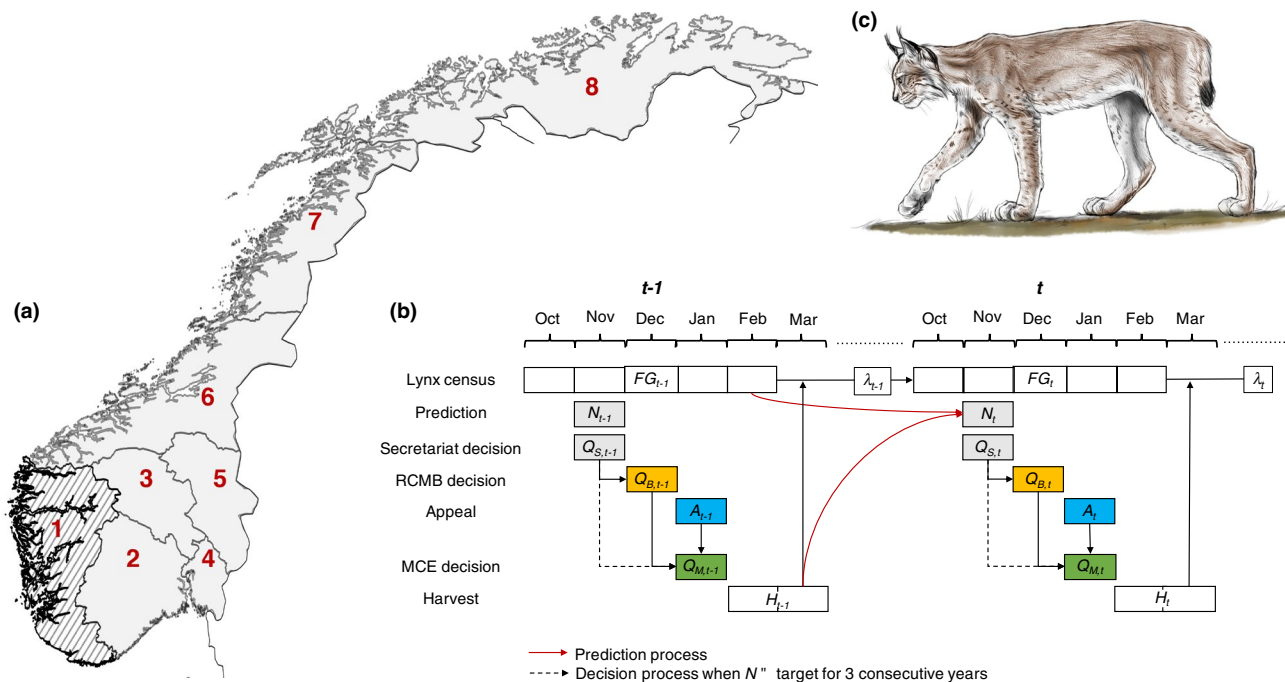 (c)
8
7
(a)
6
3
5
1
2
4
(b)
t-1 t
Oct Nov Dec Jan Feb Mar Oct Nov Dec Jan Feb Mar
Lynx census FGt-1 λt-1 FGt λt
Prediction Nt-1 Nt
Secretariat decision QS,t-1 QS,t
RCMB decision QB,t-1 QB,t
Appeal At-1 At
MCE decision QM,t-1 QM,t
Harvest Ht-1 Ht
Prediction process
Decision process when N " target for 3 consecutive years